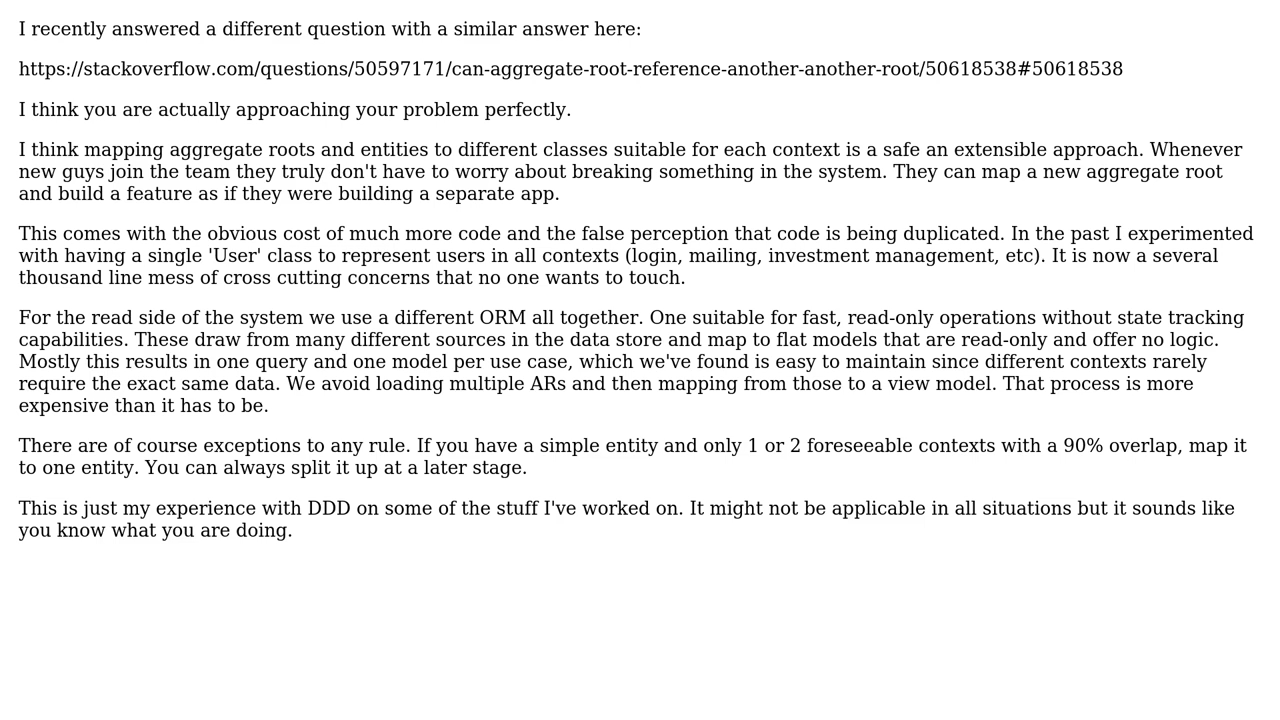 I recently answered a different question with a similar answer here:
https://stackoverflow.com/questions/50597171/can-aggregate-root-reference-another-another-root/50618538#50618538
I think you are actually approaching your problem perfectly.
I think mapping aggregate roots and entities to different classes suitable for each context is a safe an extensible approach. Whenever
new guys join the team they truly don't have to worry about breaking something in the system. They can map a new aggregate root
and build a feature as if they were building a separate app.
This comes with the obvious cost of much more code and the false perception that code is being duplicated. In the past I experimented
with having a single 'User' class to represent users in all contexts (login, mailing, investment management, etc). It is now a several
thousand line mess of cross cutting concerns that no one wants to touch.
For the read side of the system we use a different ORM all together. One suitable for fast, read-only operations without state tracking
capabilities. These draw from many different sources in the data store and map to flat models that are read-only and offer no logic.
Mostly this results in one query and one model per use case, which we've found is easy to maintain since different contexts rarely
require the exact same data. We avoid loading multiple ARs and then mapping from those to a view model. That process is more
expensive than it has to be.
There are of course exceptions to any rule. If you have a simple entity and only 1 or 2 foreseeable contexts with a 90% overlap, map it
to one entity. You can always split it up at a later stage.
This is just my experience with DDD on some of the stuff I've worked on. It might not be applicable in all situations but it sounds like
you know what you are doing.